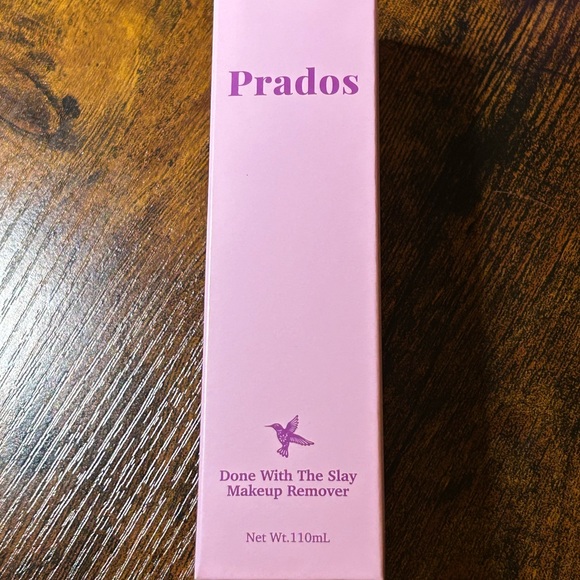 Prados
Done With The Slay
Makeup Remover
Net Wt.110mL